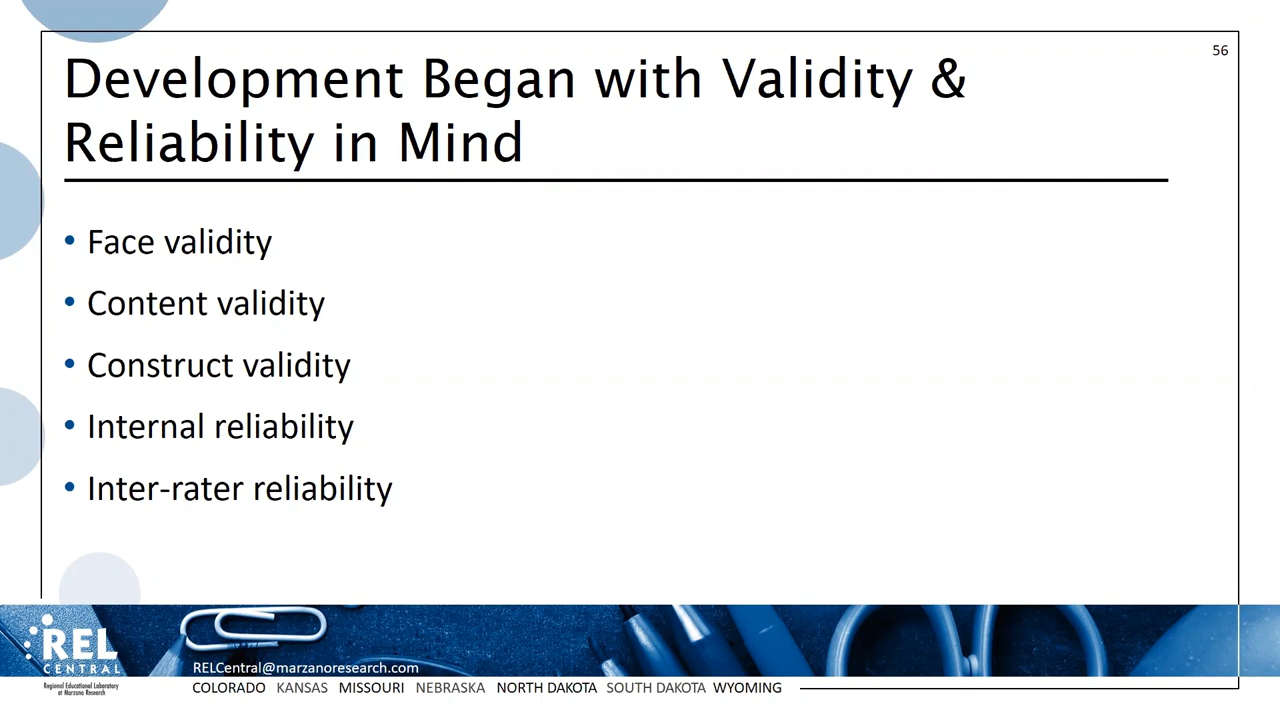 56
Development Began with Validity &
Reliability in Mind
• Face validity
• Content validity
• Construct validity
• Internal reliability
• Inter-rater reliability
REL
CENTRAL
Regional Educational Laboratory
at Marzano Research
RELCentral@marzanoresearch.com
COLORADO KANSAS MISSOURI NEBRASKA NORTH DAKOTA SOUTH DAKOTA WYOMING